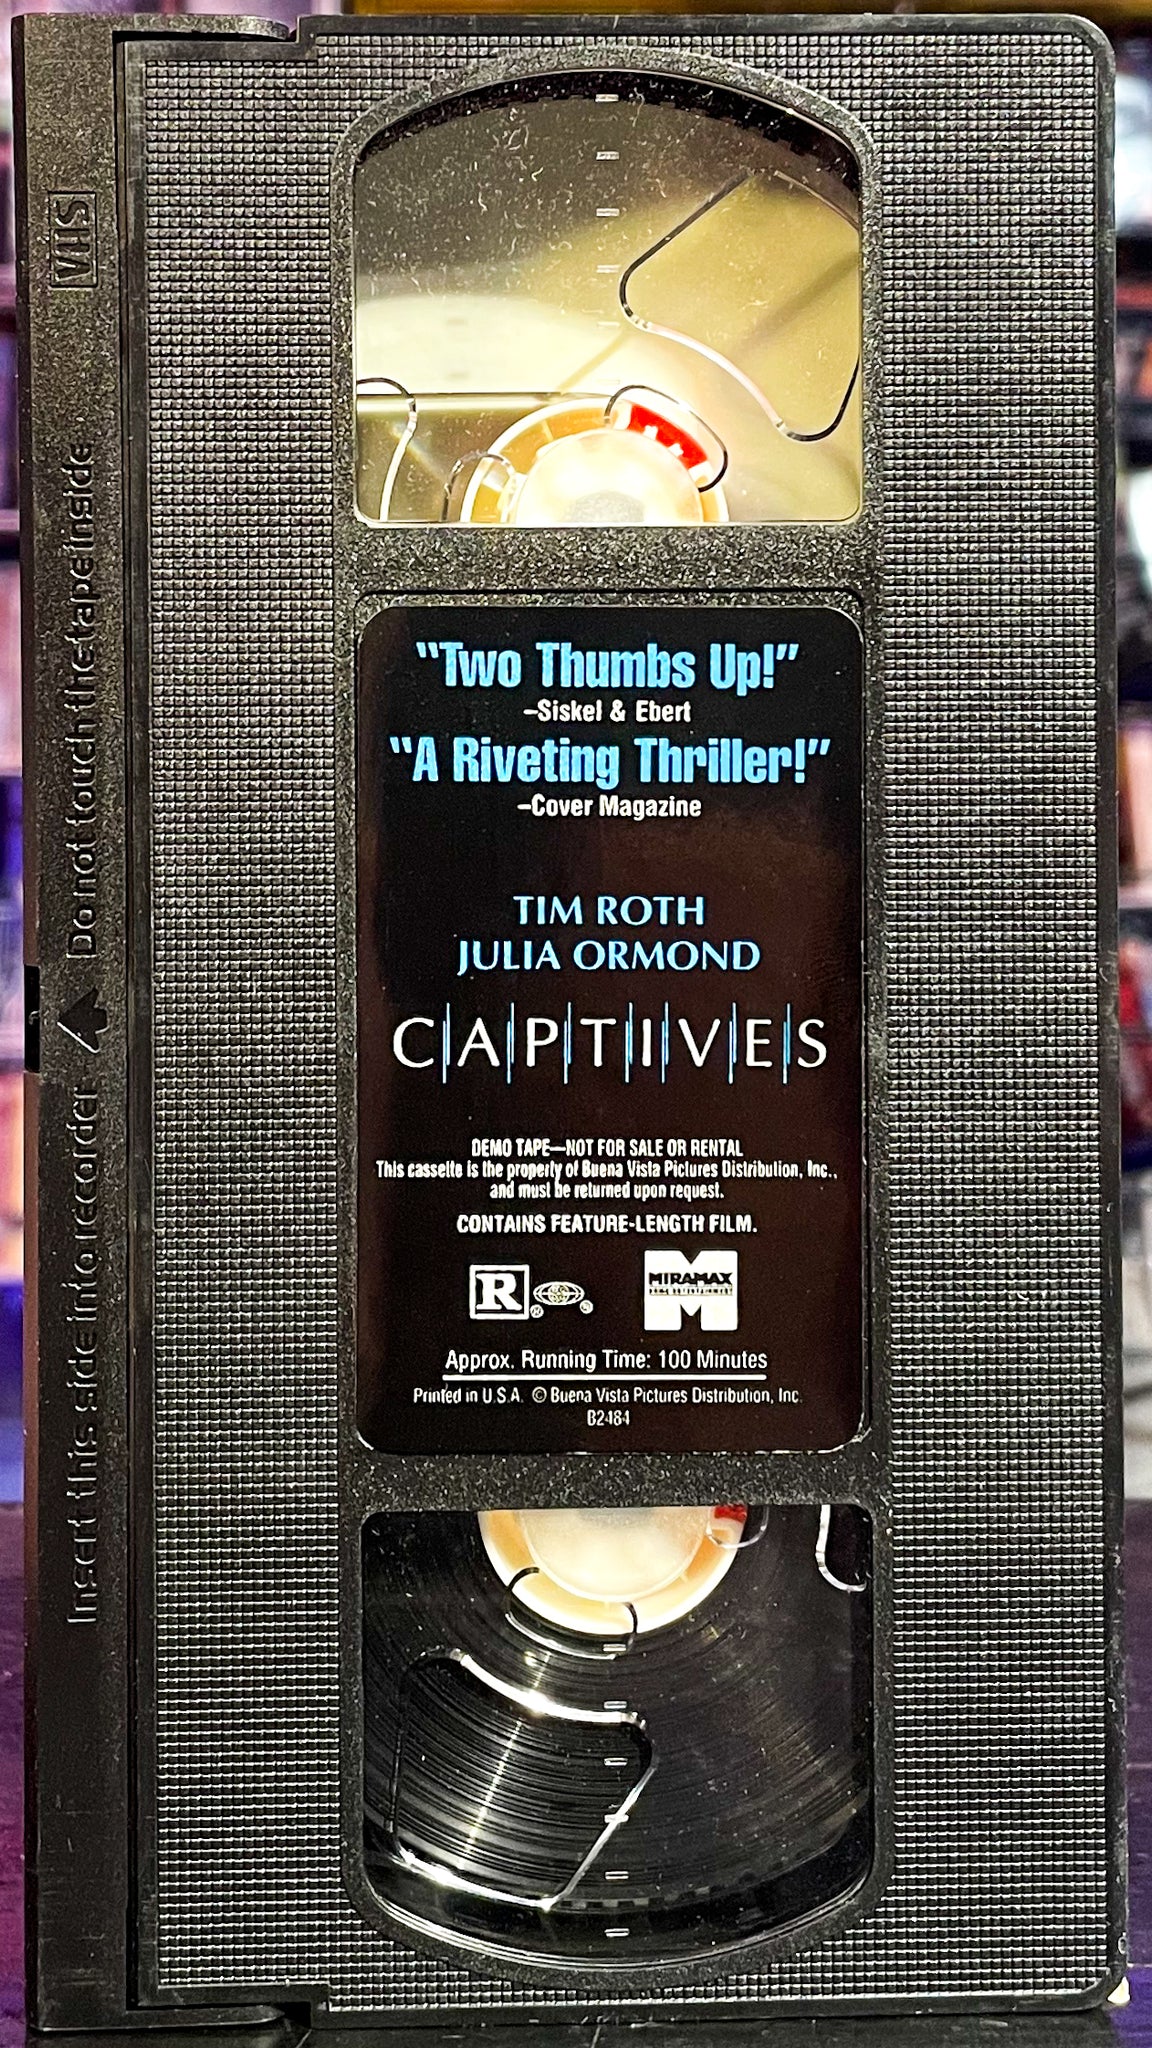 VHS
Do not touch the tape inside
Insert this side into recorder
"Two Thumbs Up!"
–Siskel & Ebert
"A Riveting Thriller!"
–Cover Magazine
TIM ROTH
JULIA ORMOND
C|A|P|T|I|V|E|S
DEMO TAPE—NOT FOR SALE OR RENTAL
This cassette is the property of Buena Vista Pictures Distribution, Inc.,
and must be returned upon request.
CONTAINS FEATURE-LENGTH FILM.
R ® ®
MIRAMAX
HOME ENTERTAINMENT
Approx. Running Time: 100 Minutes
Printed in U.S.A. © Buena Vista Pictures Distribution, Inc.
B2484